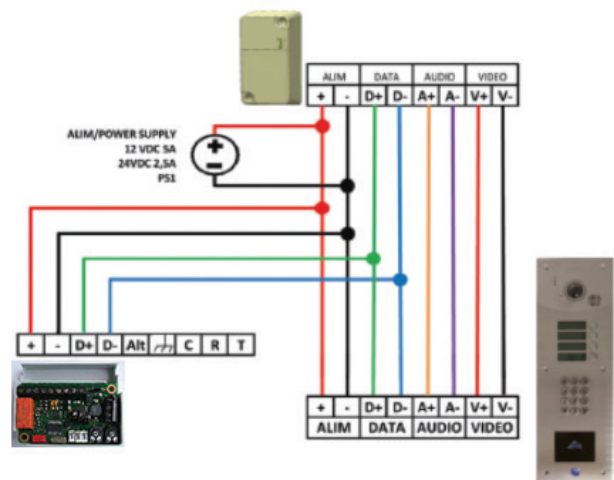 ALIM DATA AUDIO VIDEO
+ - D+ D- A+ A- V+ V-
ALIM/POWER SUPPLY
12 VDC 5A
24VDC 2,5A
PS1
+
-
+ - D+ D- Alt C R T
+ - D+ D- A+ A- V+ V-
ALIM DATA AUDIO VIDEO